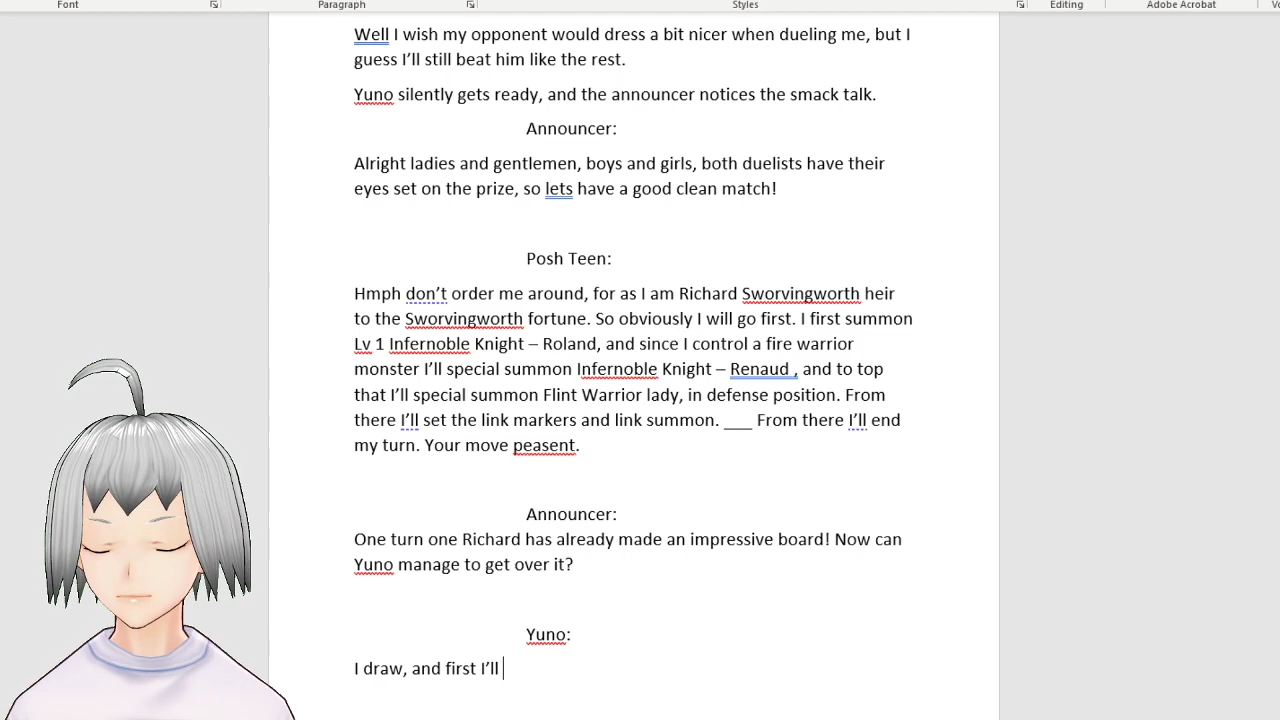 Font Paragraph Styles Editing Adobe Acrobat
Well I wish my opponent would dress a bit nicer when dueling me, but I
guess I’ll still beat him like the rest.
Yuno silently gets ready, and the announcer notices the smack talk.
Announcer:
Alright ladies and gentlemen, boys and girls, both duelists have their
eyes set on the prize, so lets have a good clean match!
Posh Teen:
Hmph don’t order me around, for as I am Richard Sworvingworth heir
to the Sworvingworth fortune. So obviously I will go first. I first summon
Lv 1 Infernoble Knight – Roland, and since I control a fire warrior
monster I’ll special summon Infernoble Knight – Renaud , and to top
that I’ll special summon Flint Warrior lady, in defense position. From
there I’ll set the link markers and link summon. ___ From there I’ll end
my turn. Your move peasent.
Announcer:
One turn one Richard has already made an impressive board! Now can
Yuno manage to get over it?
Yuno:
I draw, and first I’ll